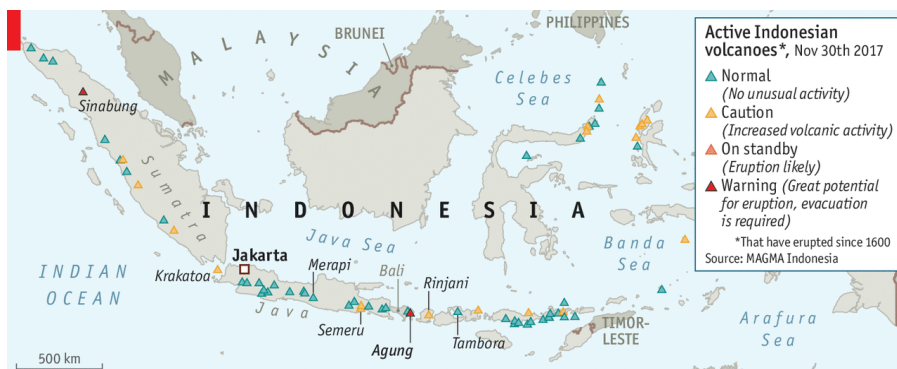 PHILIPPINES
BRUNEI
MALAYSIA
Celebes
Sea
Sinabung
Sumatra
INDONESIA
Java Sea
Jakarta
Banda
Sea
Krakatoa
Merapi
Bali
Rinjani
INDIAN
OCEAN
Java
Semeru
Agung
Tambora
TIMOR-
LESTE
Arafura
Sea
500 km
Active Indonesian
volcanoes*, Nov 30th 2017
Normal
(No unusual activity)
Caution
(Increased volcanic activity)
On standby
(Eruption likely)
Warning (Great potential
for eruption, evacuation
is required)
*That have erupted since 1600
Source: MAGMA Indonesia